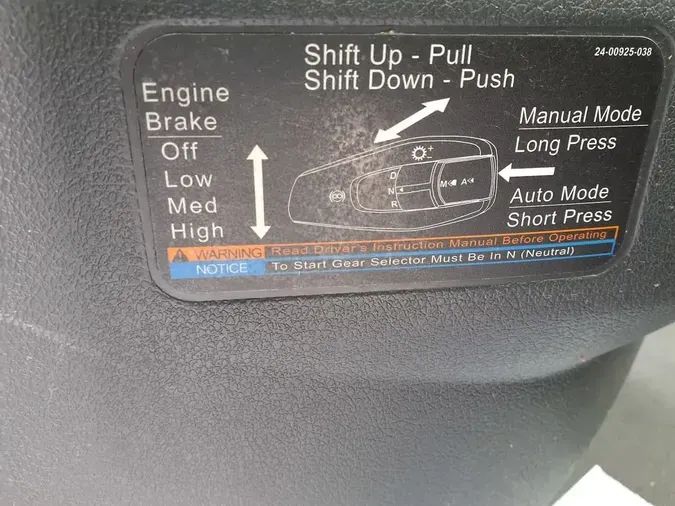 24-00925-038
Shift Up - Pull
Shift Down - Push
Engine
Brake
Off
Low
Med
High
D
N
R
+
-
M A
Manual Mode
Long Press
Auto Mode
Short Press
WARNING Read Driver's Instruction Manual Before Operating
NOTICE To Start Gear Selector Must Be In N (Neutral)